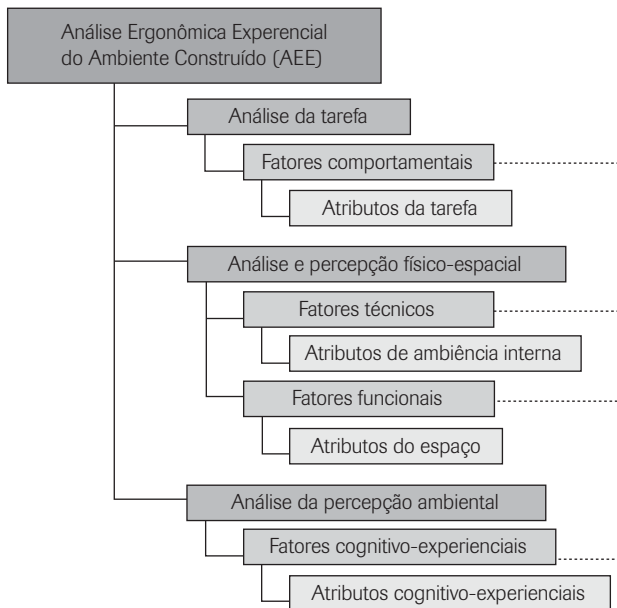 Análise Ergonômica Experencial
do Ambiente Construído (AEE)
Análise da tarefa
Fatores comportamentais
Atributos da tarefa
Análise e percepção físico-espacial
Fatores técnicos
Atributos de ambiência interna
Fatores funcionais
Atributos do espaço
Análise da percepção ambiental
Fatores cognitivo-experienciais
Atributos cognitivo-experienciais